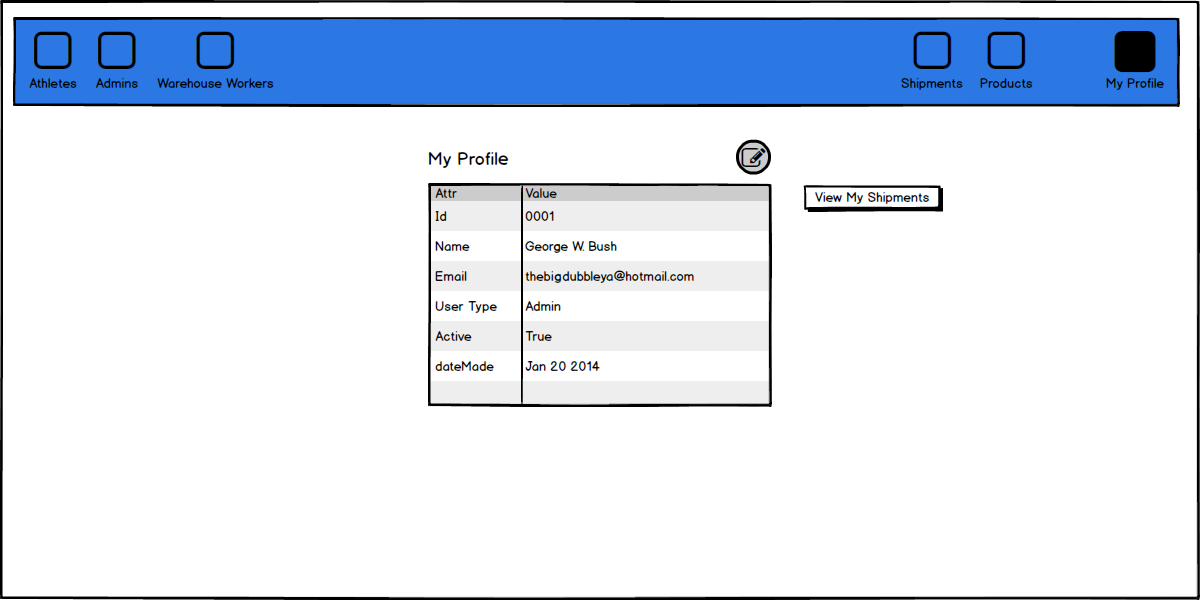 Athletes Admins Warehouse Workers Shipments Products My Profile
My Profile
Attr Value
View My Shipments
Id 0001
Name George W. Bush
Email thebigdubbleya@hotmail.com
User Type Admin
Active True
dateMade Jan 20 2014